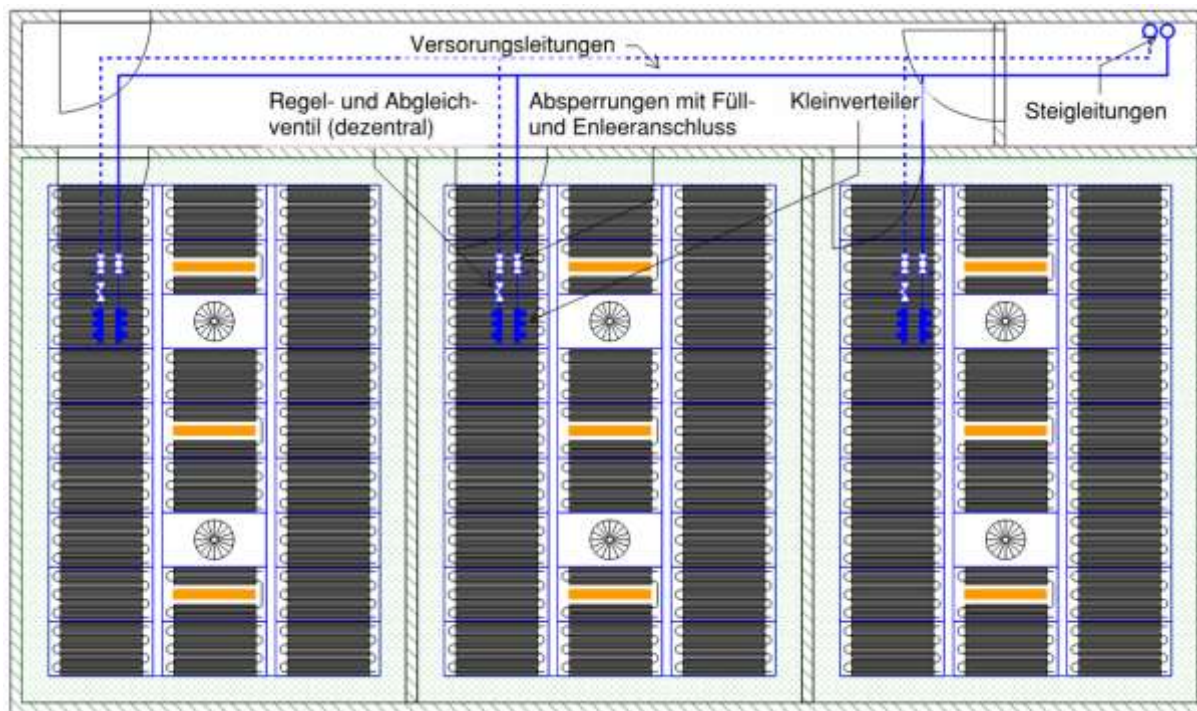 Versorungsleitungen
Regel- und Abgleich-
ventil (dezentral)
Absperrungen mit Füll-
und Enleeranschluss
Kleinverteiler
Steigleitungen